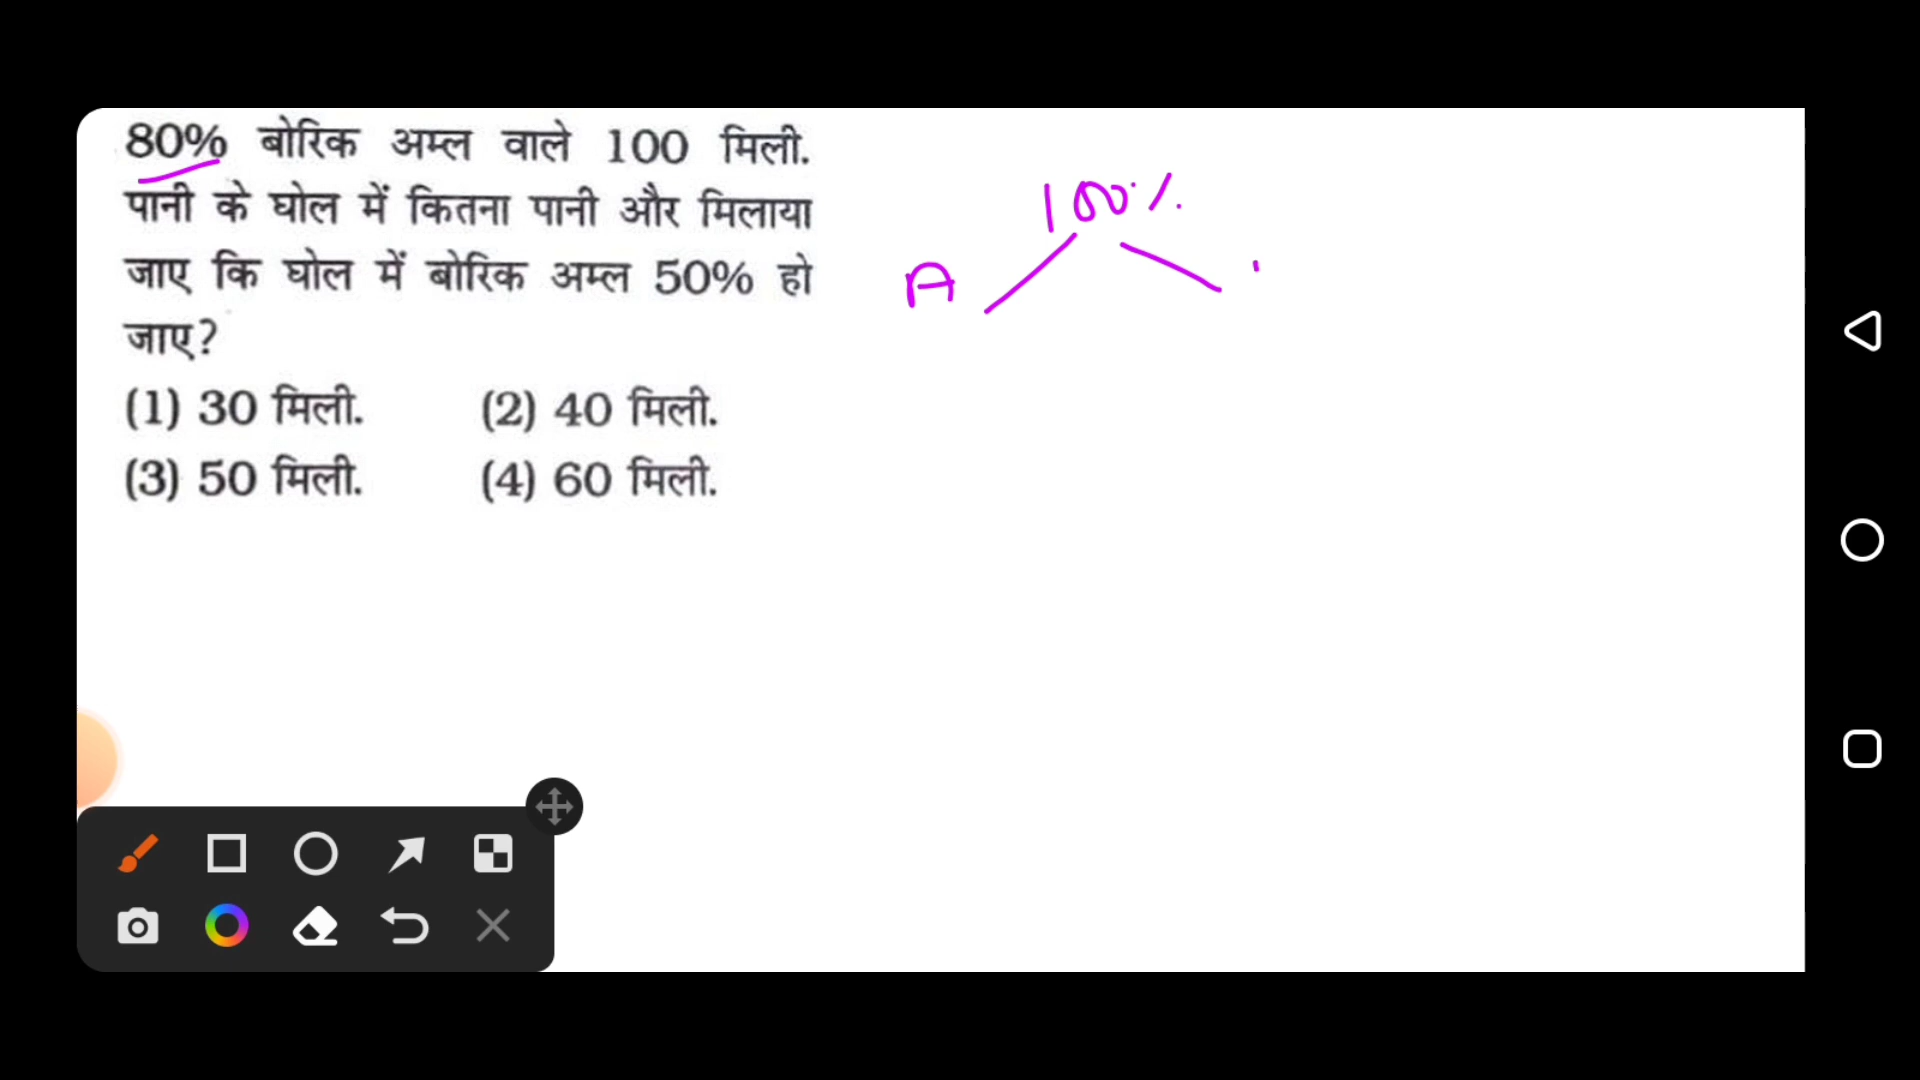 80% बोरिक अम्ल वाले 100 मिली.
पानी के घोल में कितना पानी और मिलाया
जाए कि घोल में बोरिक अम्ल 50% हो
जाए?
(1) 30 मिली. (2) 40 मिली.
(3) 50 मिली. (4) 60 मिली.
100%
A